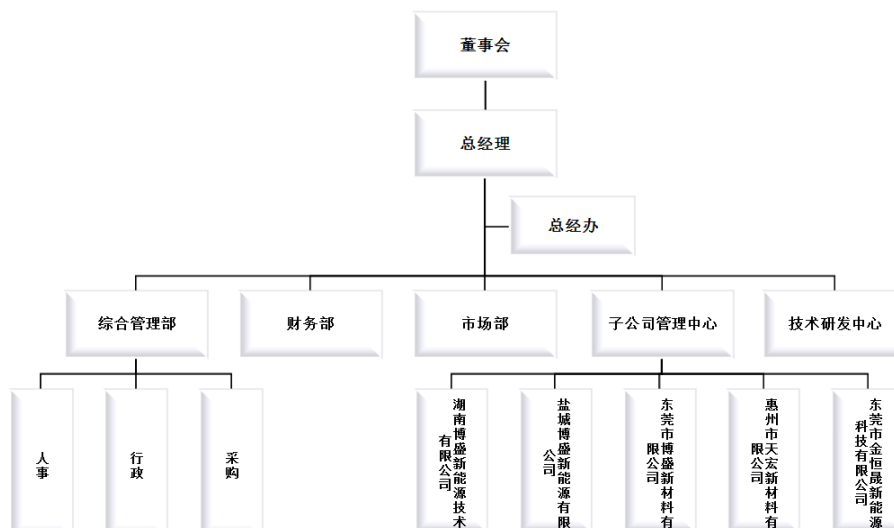 董事会
总经理
总经办
综合管理部
财务部
市场部
子公司管理中心
技术研发中心
人事
行政
采购
湖南博盛新能源技术
有限公司
盐城博盛新能源有限
公司
东莞市博盛新材料有
限公司
惠州市天宏新材料有
限公司
东莞市金恒晟新能源
科技有限公司